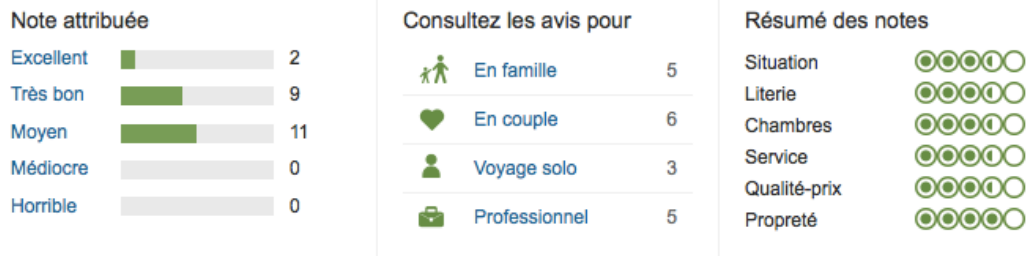 Note attribuée
Excellent 2
Très bon 9
Moyen 11
Médiocre 0
Horrible 0
Consultez les avis pour
En famille 5
En couple 6
Voyage solo 3
Professionnel 5
Résumé des notes
Situation
Literie
Chambres
Service
Qualité-prix
Propreté